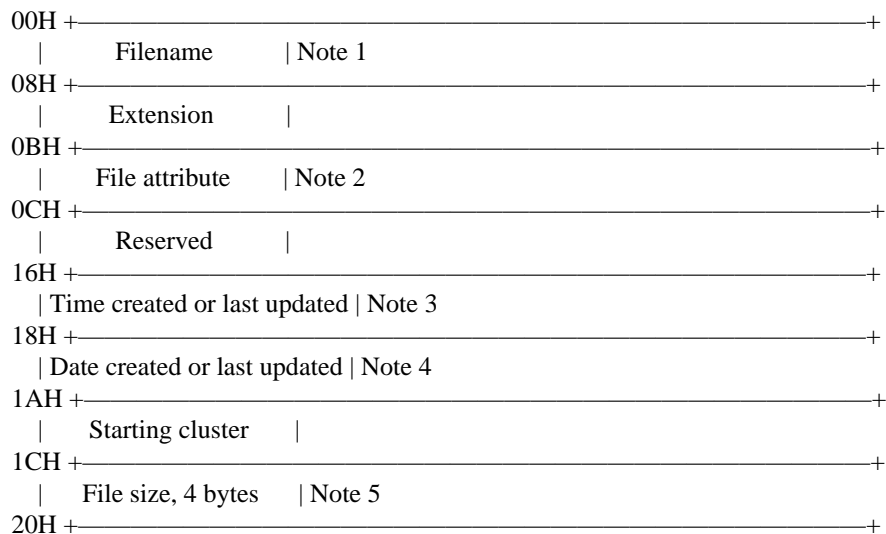 00H +——————————————————————————————+
| Filename | Note 1
08H +——————————————————————————————+
| Extension |
0BH +——————————————————————————————+
| File attribute | Note 2
0CH +——————————————————————————————+
| Reserved |
16H +——————————————————————————————+
| Time created or last updated | Note 3
18H +——————————————————————————————+
| Date created or last updated | Note 4
1AH +——————————————————————————————+
| Starting cluster |
1CH +——————————————————————————————+
| File size, 4 bytes | Note 5
20H +——————————————————————————————+